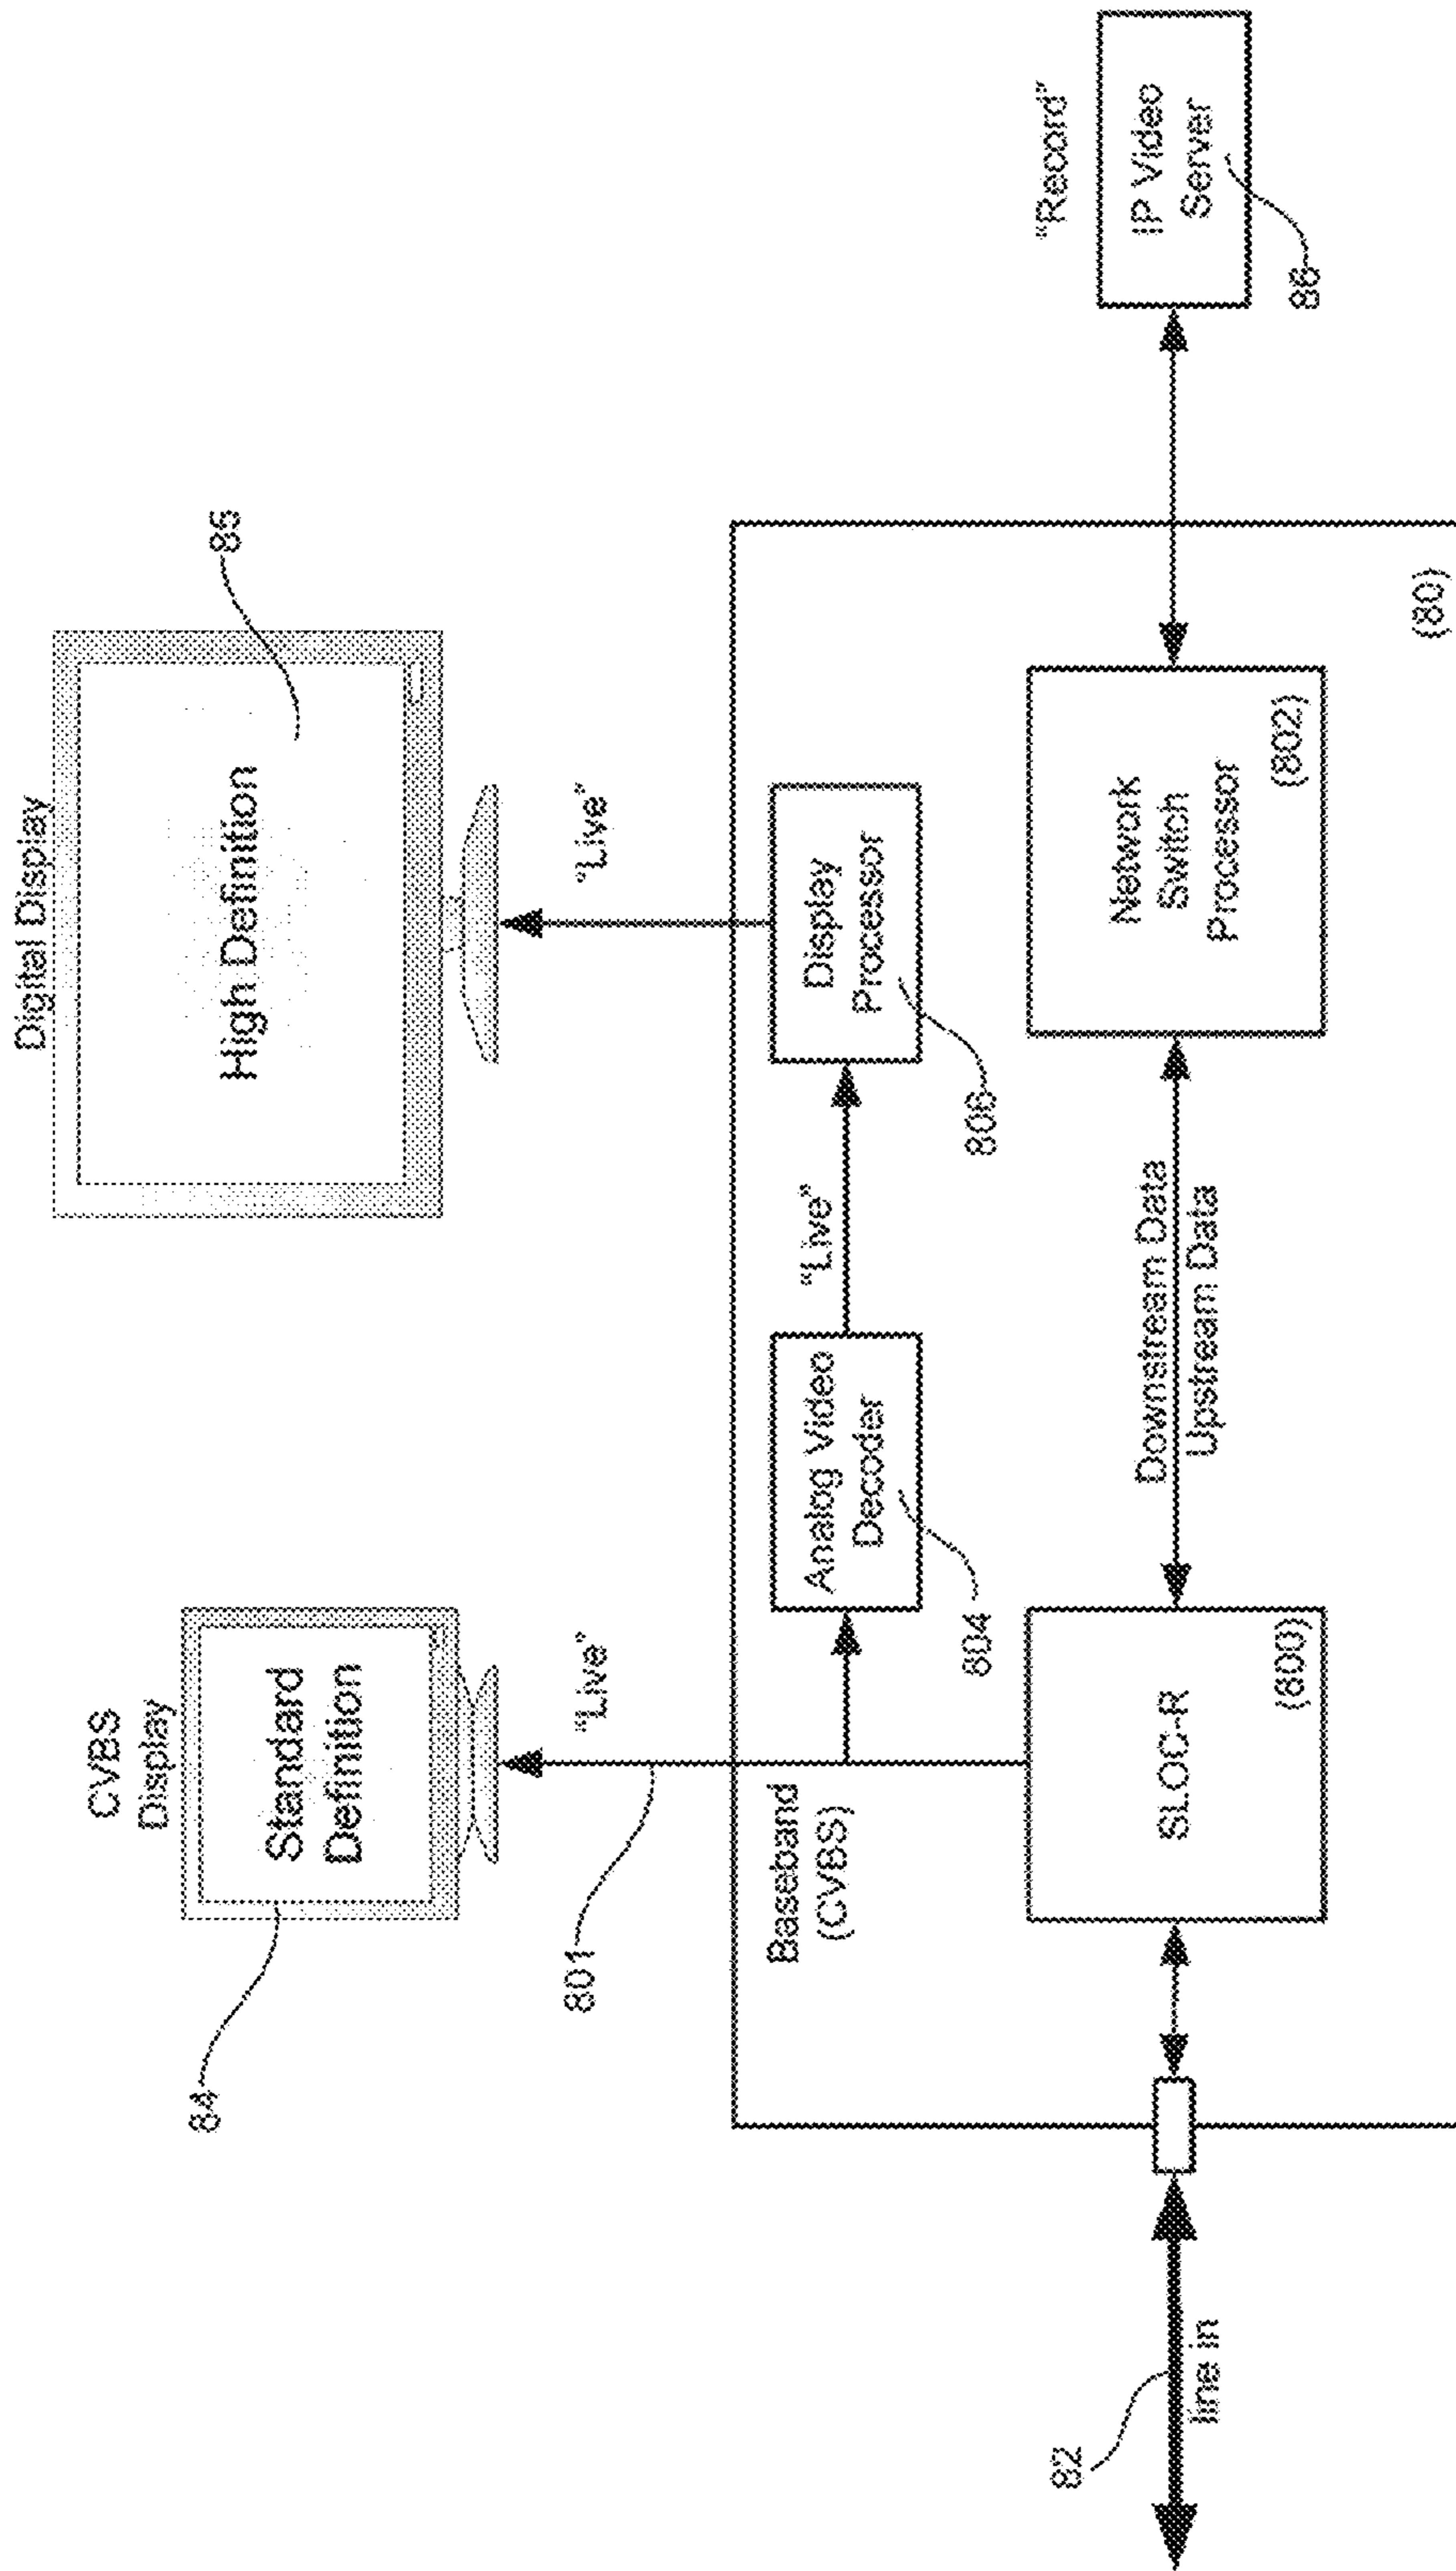 CVBS
Display
Standard
Definition
84
"Live"
801
Digital Display
High Definition
85
"Live"
Baseband
(CVBS)
Analog Video
Decoder
804
"Live"
Display
Processor
806
82
line in
SLOC-R
(800)
Downstream Data
Upstream Data
Network
Switch
Processor
(802)
(80)
"Record"
IP Video
Server
86